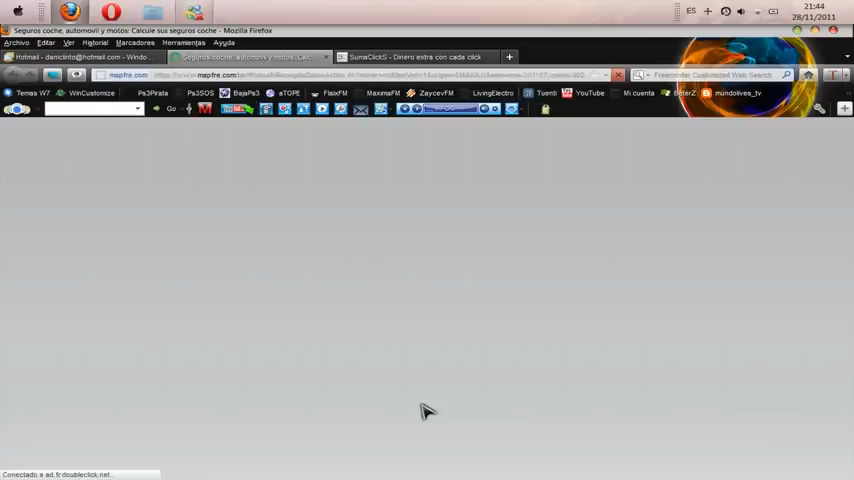 ES
21:44
28/11/2011
Seguros coche, automovil y motos: Calcule sus seguros coche - Mozilla Firefox
Archivo Editar Ver Historial Marcadores Herramientas Ayuda
Hotmail - daniclinto@hotmail.com - Windo... Seguros coche, automovil y motos: Calc... SumaClickS - Dinero extra con cada click
mapfre.com Freecorder Customized Web Search
Temas W7 WinCustomize Ps3Pirata Ps3SOS BajaPs3 aTOPE FlaixFM MaximaFM ZaycevFM LivingElectro Tuenti YouTube Mi cuenta BeterZ mundolives_tv
Go
Conectado a ad.fr.doubleclick.net...